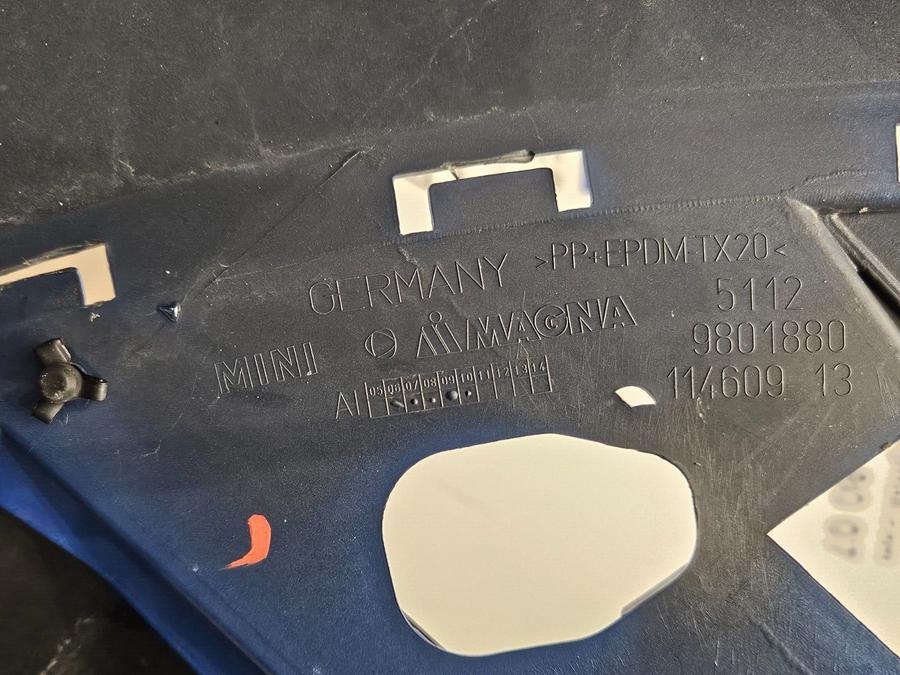 GERMANY >PP+EPDM-TX20<
MINI MAGNA 5112
9801880
AI 05 06 07 08 09 10 11 12 13 14 114609 13